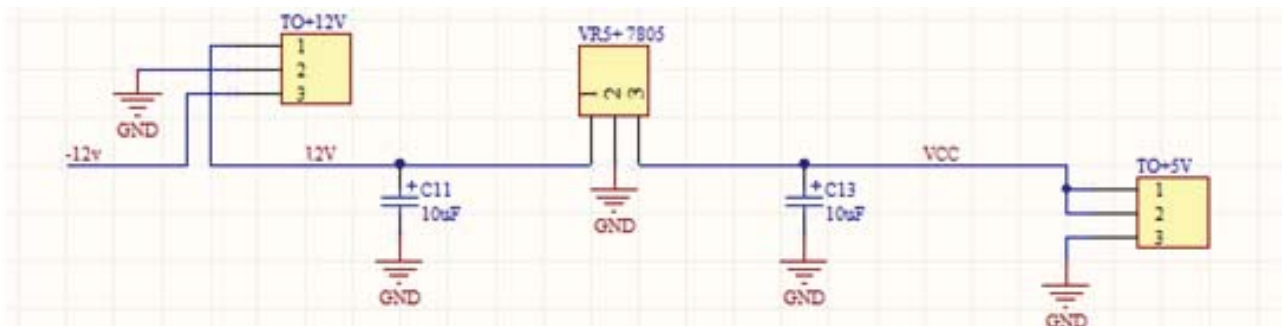 TO+12V
1
2
3
GND
-12v
12V
C11
10uF
GND
VR5+ 7805
1 2 3
GND
VCC
C13
10uF
GND
TO+5V
1
2
3
GND